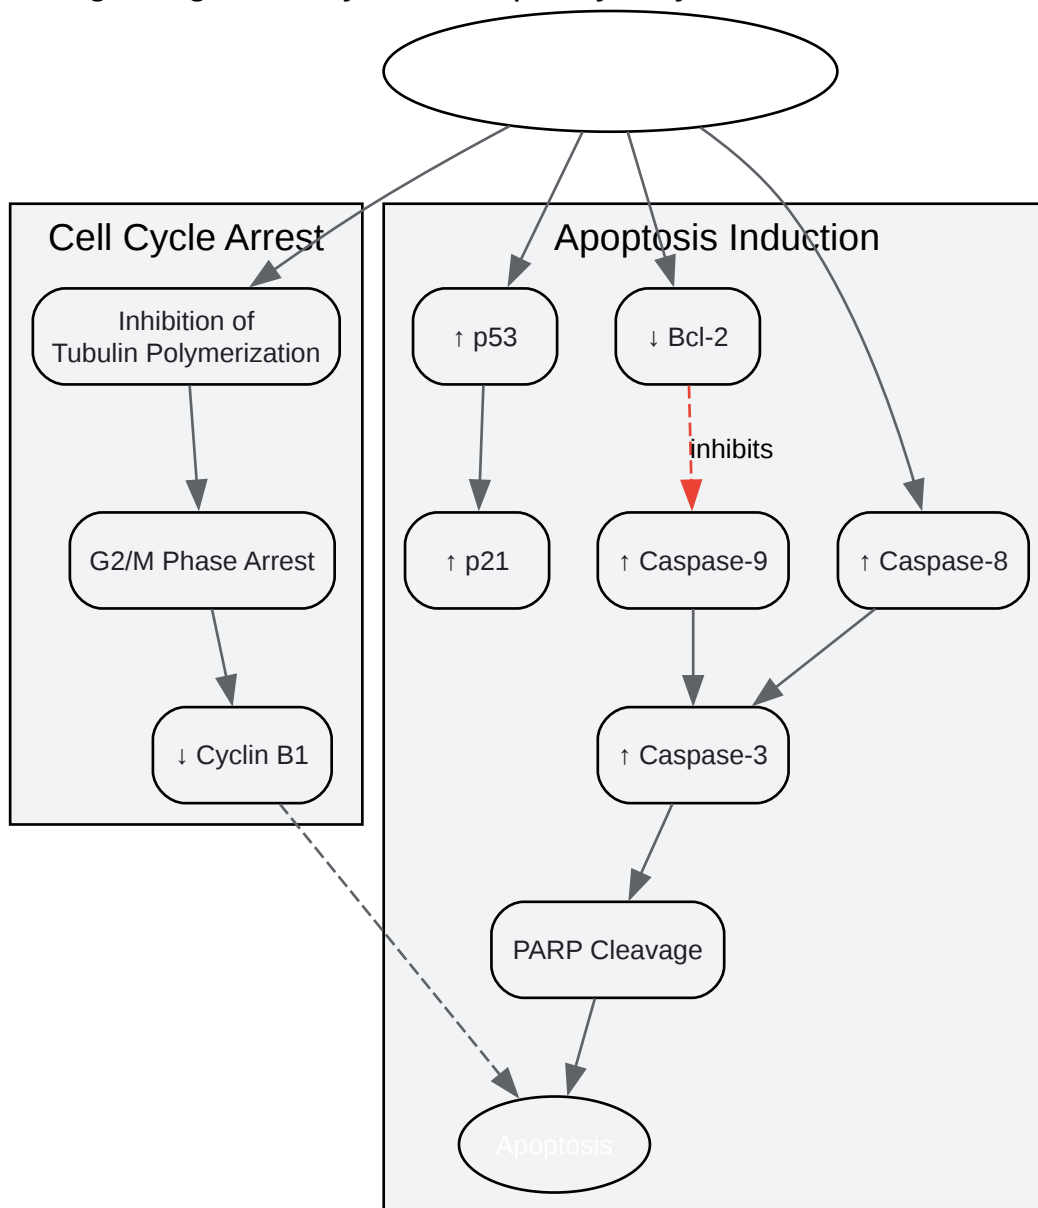 Cell Cycle Arrest
Apoptosis Induction
Inhibition of
Tubulin Polymerization
↑ p53
↓ Bcl-2
inhibits
G2/M Phase Arrest
↑ p21
↑ Caspase-9
↑ Caspase-8
↓ Cyclin B1
↑ Caspase-3
PARP Cleavage
Apoptosis